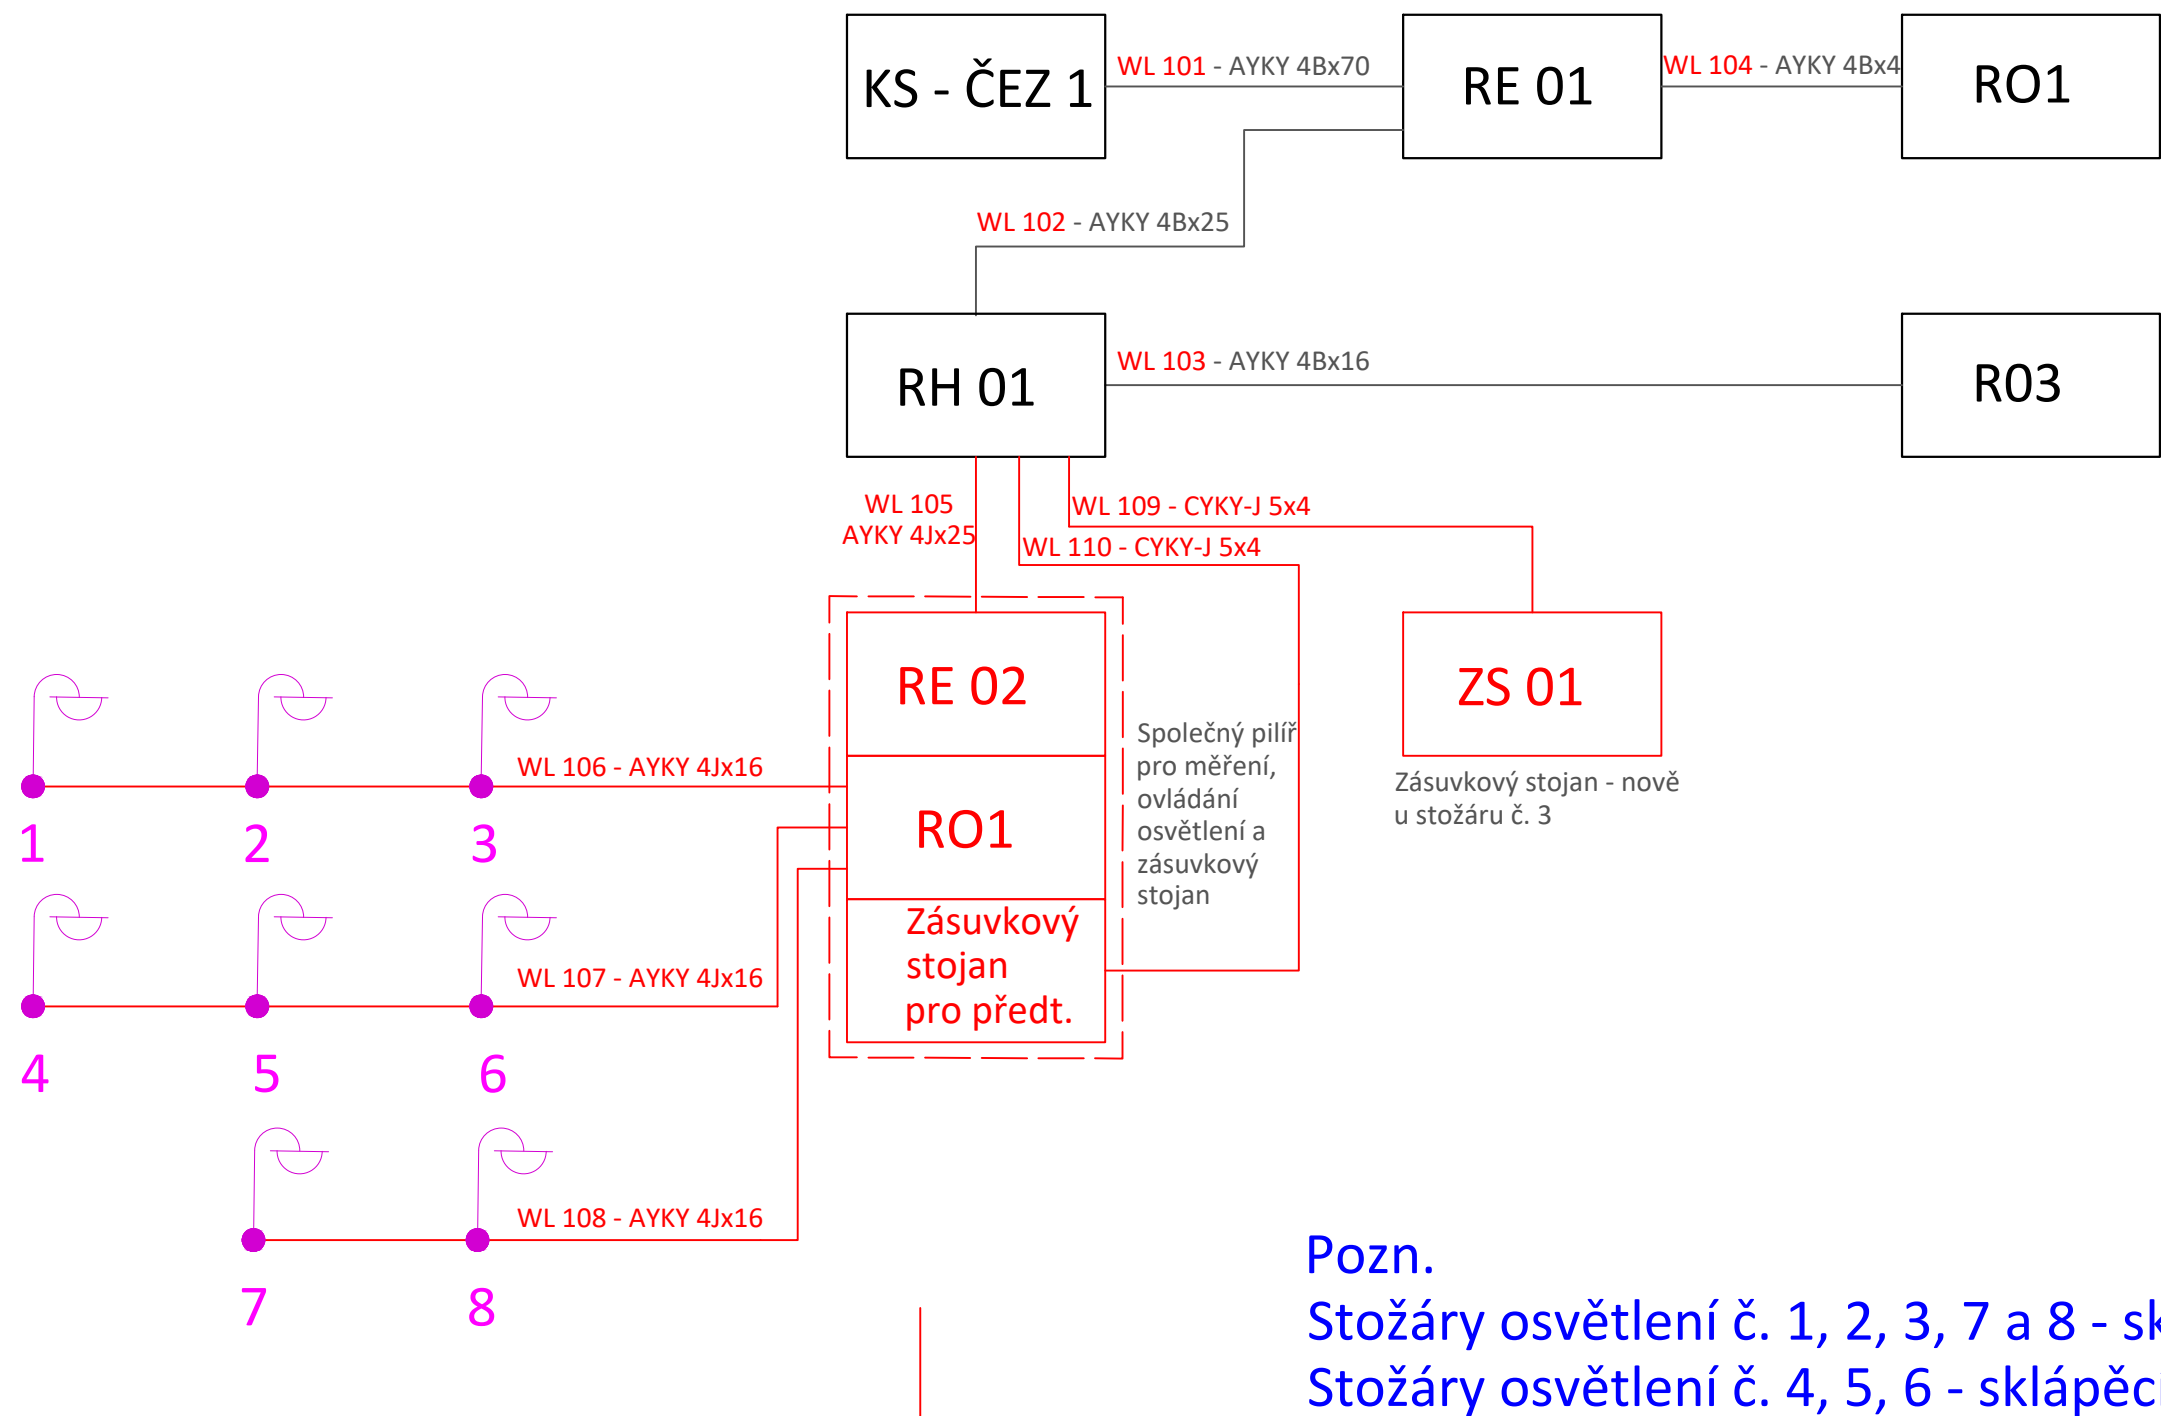 KS - ČEZ 1
WL 101 - AYKY 4Bx70
RE 01
WL 104 - AYKY 4Bx4
RO1
WL 102 - AYKY 4Bx25
RH 01
WL 103 - AYKY 4Bx16
R03
WL 105
AYKY 4Jx25
WL 109 - CYKY-J 5x4
WL 110 - CYKY-J 5x4
RE 02
ZS 01
Společný pilíř
pro měření,
ovládání
osvětlení a
zásuvkový
stojan
Zásuvkový stojan - nově
u stožáru č. 3
WL 106 - AYKY 4Jx16
RO1
1
2
3
Zásuvkový
stojan
pro předt.
WL 107 - AYKY 4Jx16
4
5
6
WL 108 - AYKY 4Jx16
7
8
Pozn.
Stožáry osvětlení č. 1, 2, 3, 7 a 8 -
Stožáry osvětlení č. 4, 5, 6 - sklápěcí